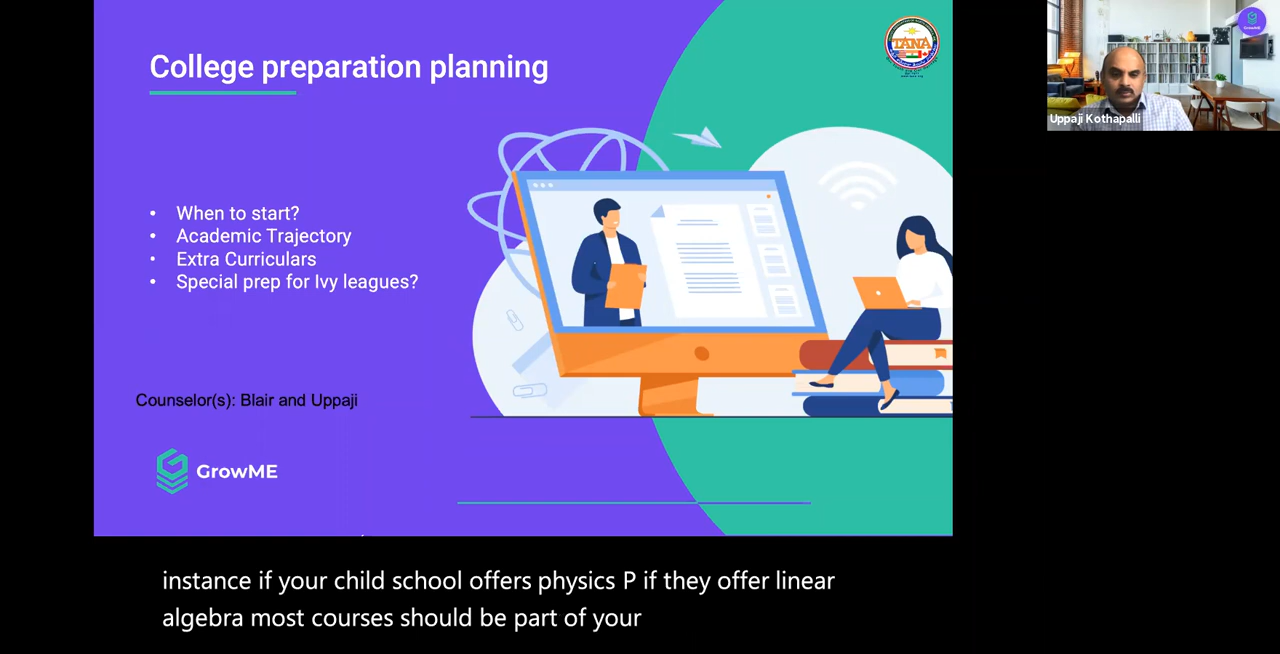 College preparation planning
TANA
Uppaji Kothapalli
• When to start?
• Academic Trajectory
• Extra Curriculars
• Special prep for Ivy leagues?
Counselor(s): Blair and Uppaji
GrowME
instance if your child school offers physics P if they offer linear
algebra most courses should be part of your